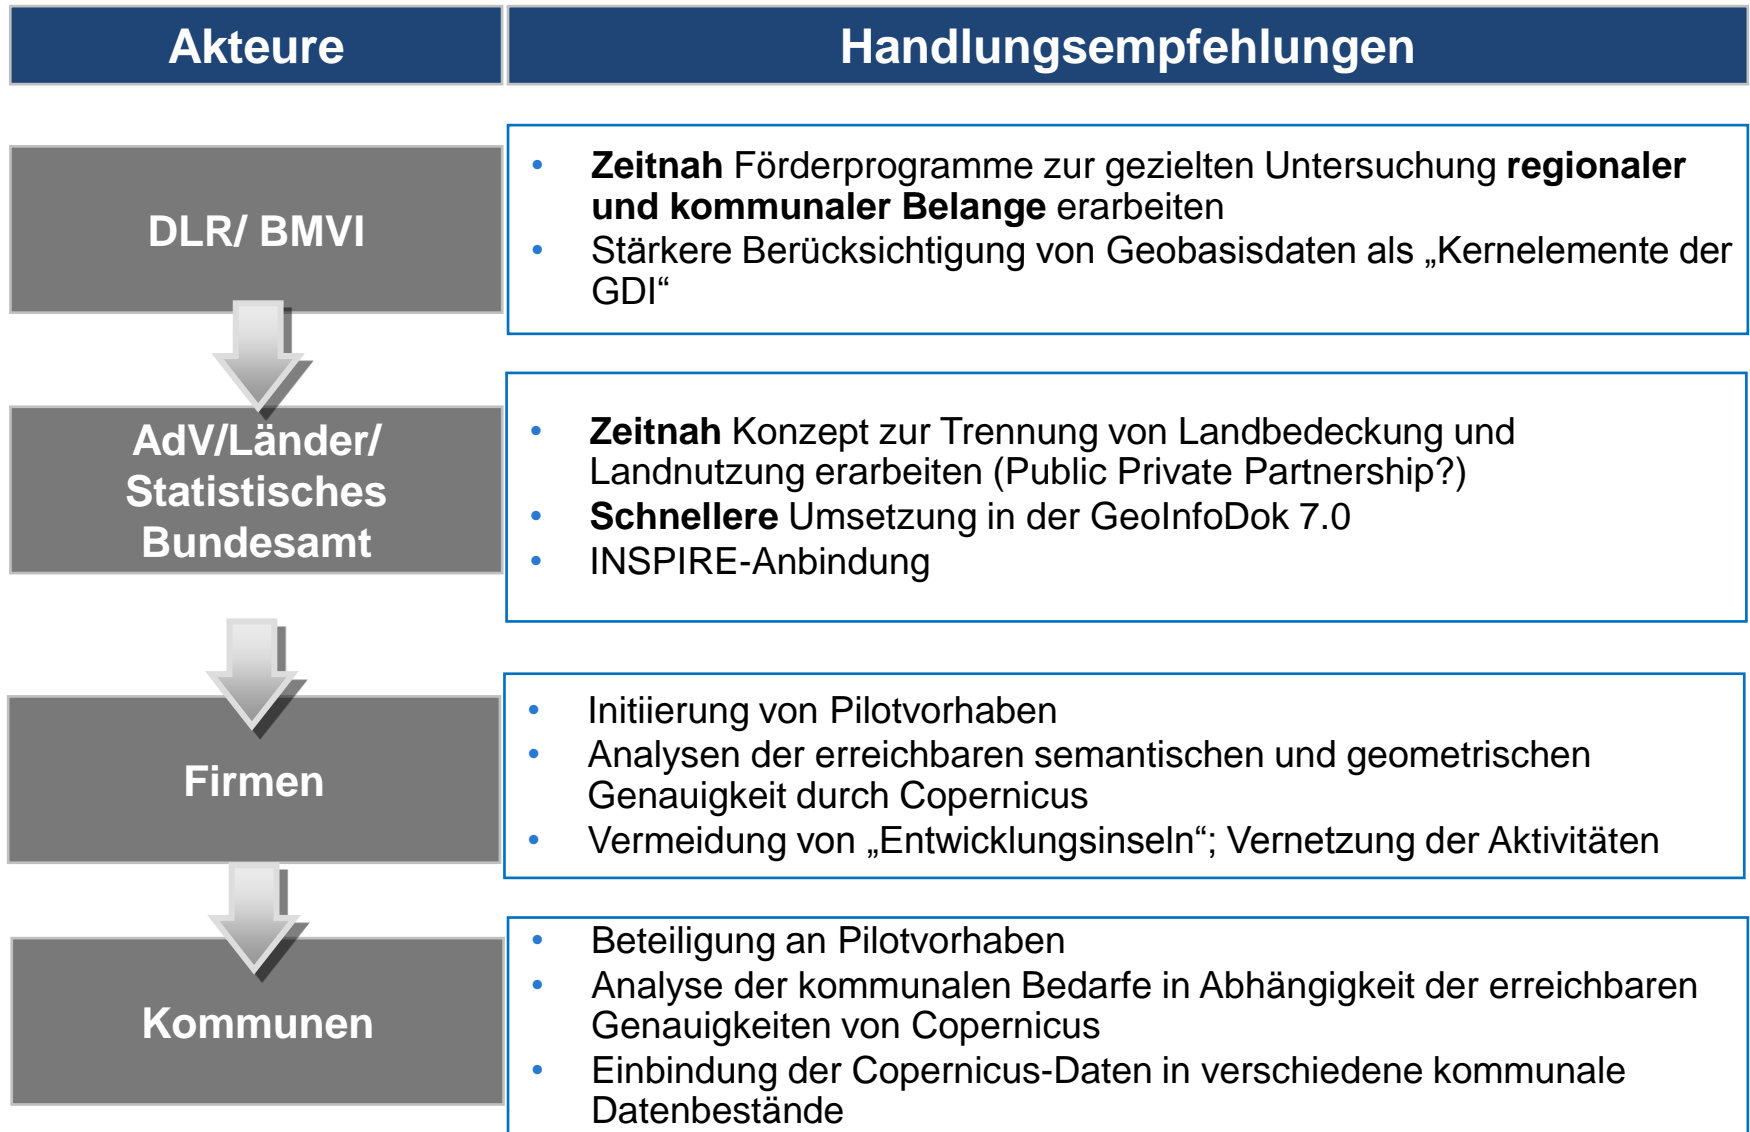 Akteure
Handlungsempfehlungen
DLR/ BMVI
• Zeitnah Förderprogramme zur gezielten Untersuchung regionaler
und kommunaler Belange erarbeiten
• Stärkere Berücksichtigung von Geobasisdaten als „Kernelemente der
GDI“
AdV/Länder/
Statistisches
Bundesamt
• Zeitnah Konzept zur Trennung von Landbedeckung und
Landnutzung erarbeiten (Public Private Partnership?)
• Schnellere Umsetzung in der GeoInfoDok 7.0
• INSPIRE-Anbindung
Firmen
• Initiierung von Pilotvorhaben
• Analysen der erreichbaren semantischen und geometrischen
Genauigkeit durch Copernicus
• Vermeidung von „Entwicklungsinseln“; Vernetzung der Aktivitäten
Kommunen
• Beteiligung an Pilotvorhaben
• Analyse der kommunalen Bedarfe in Abhängigkeit der erreichbaren
Genauigkeiten von Copernicus
• Einbindung der Copernicus-Daten in verschiedene kommunale
Datenbestände